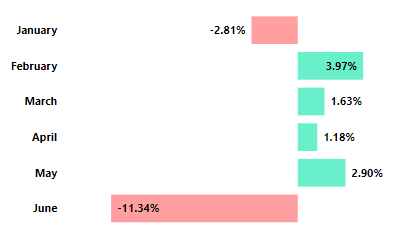 January -2.81%
February 3.97%
March 1.63%
April 1.18%
May 2.90%
June -11.34%